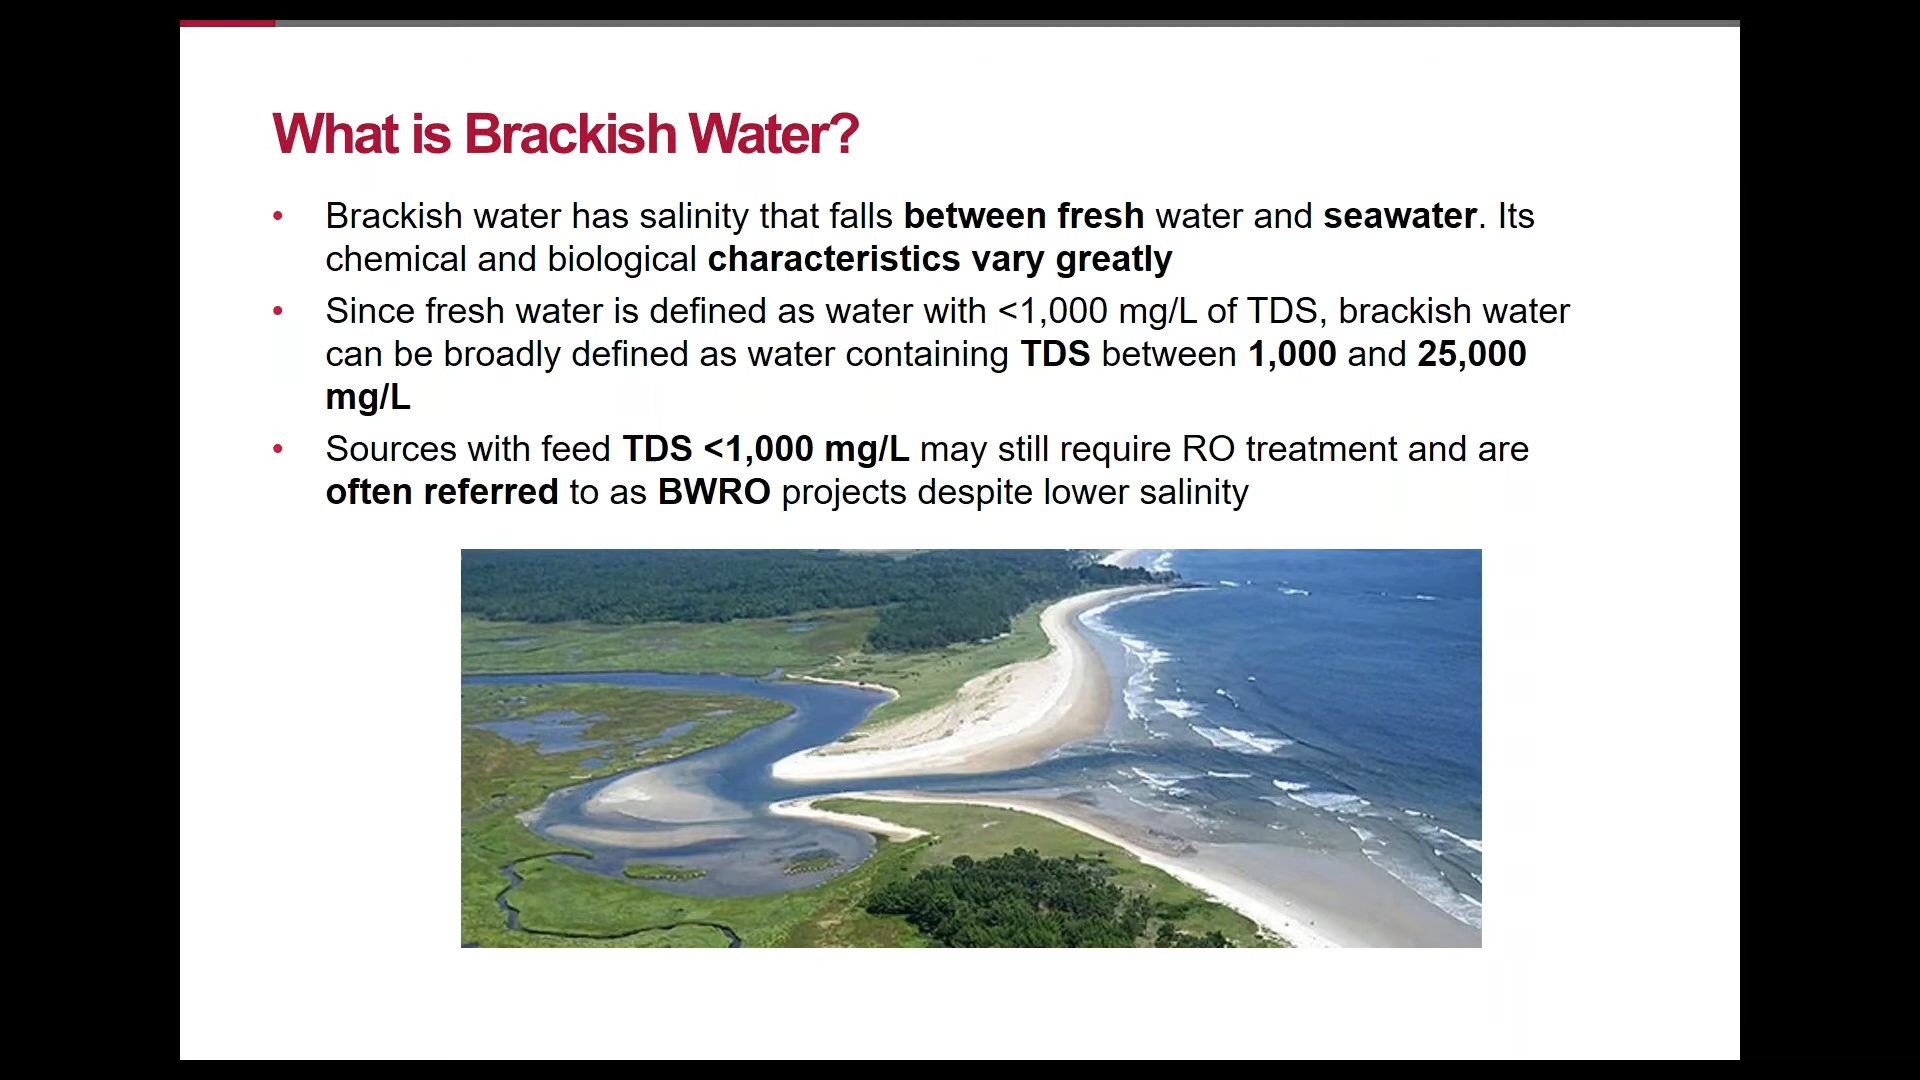 What is Brackish Water?
• Brackish water has salinity that falls between fresh water and seawater. Its
chemical and biological characteristics vary greatly
• Since fresh water is defined as water with <1,000 mg/L of TDS, brackish water
can be broadly defined as water containing TDS between 1,000 and 25,000
mg/L
• Sources with feed TDS <1,000 mg/L may still require RO treatment and are
often referred to as BWRO projects despite lower salinity